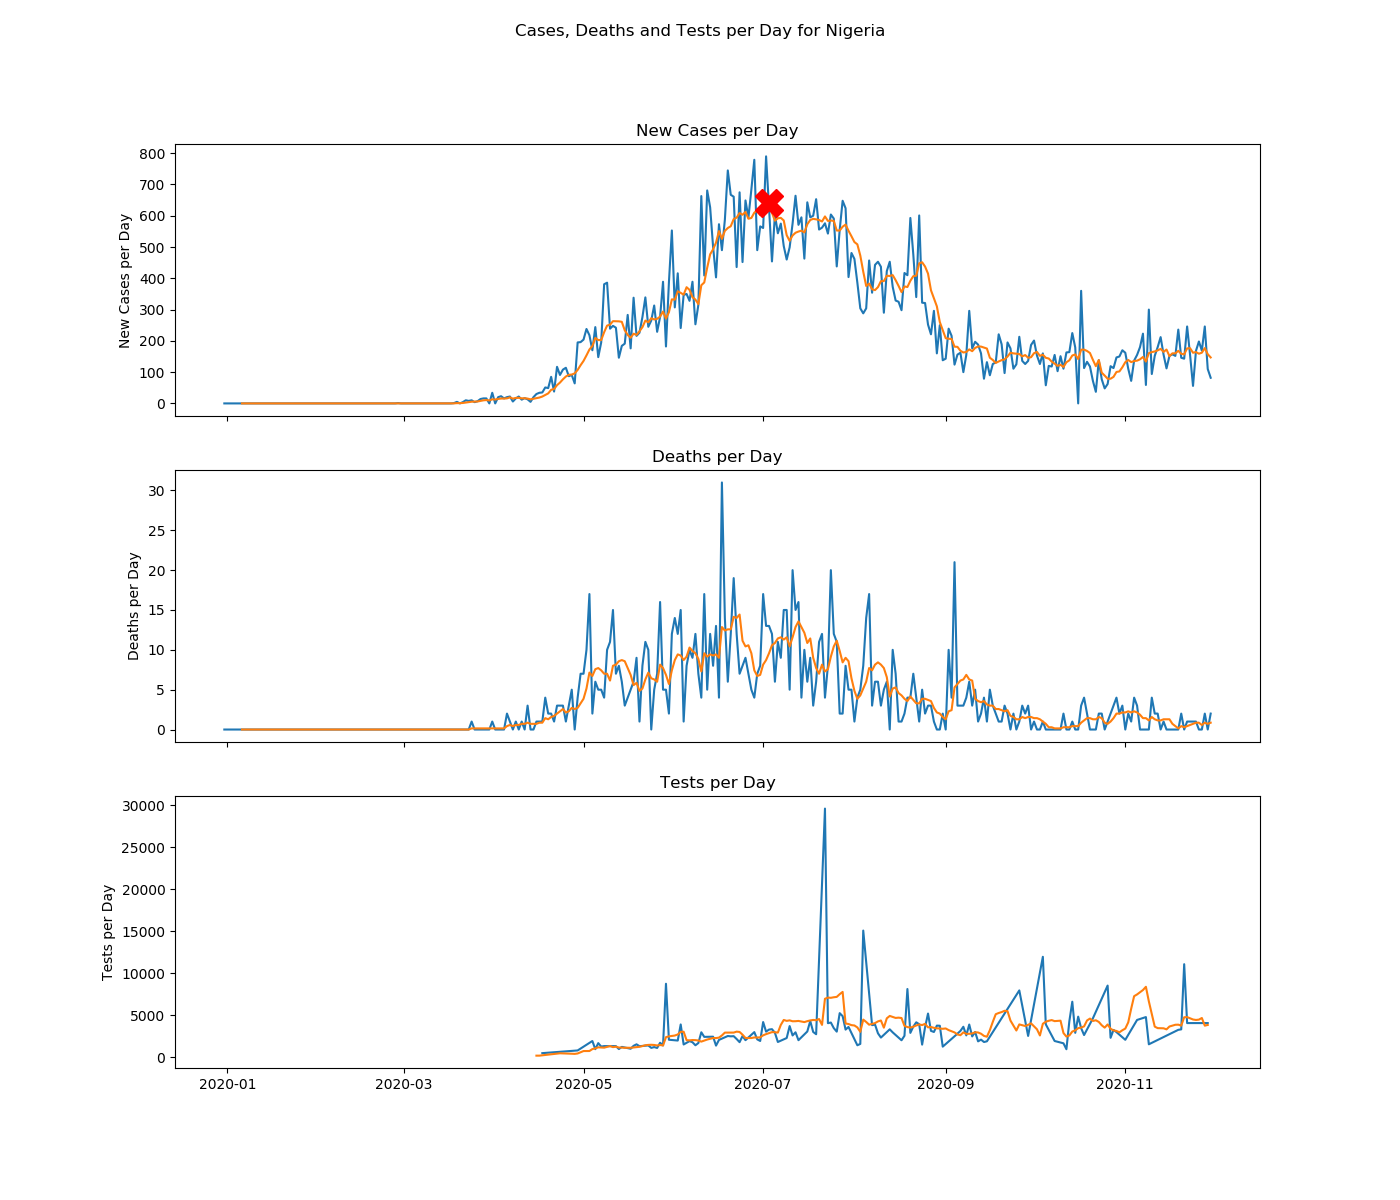 Cases, Deaths and Tests per Day for Nigeria
New Cases per Day
New Cases per Day
800
700
600
500
400
300
200
100
0
Deaths per Day
Deaths per Day
30
25
20
15
10
5
0
Tests per Day
Tests per Day
30000
25000
20000
15000
10000
5000
0
2020-01 2020-03 2020-05 2020-07 2020-09 2020-11